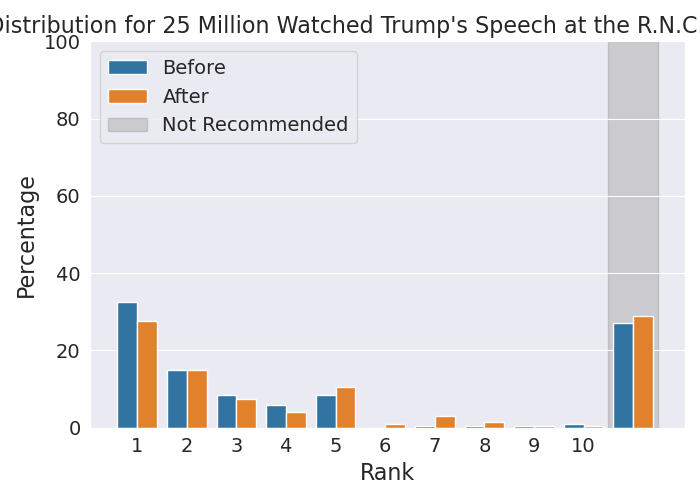 Distribution for 25 Million Watched Trump's Speech at the R.N.C.
100
80
60
40
20
0
Percentage
Before
After
Not Recommended
1 2 3 4 5 6 7 8 9 10
Rank